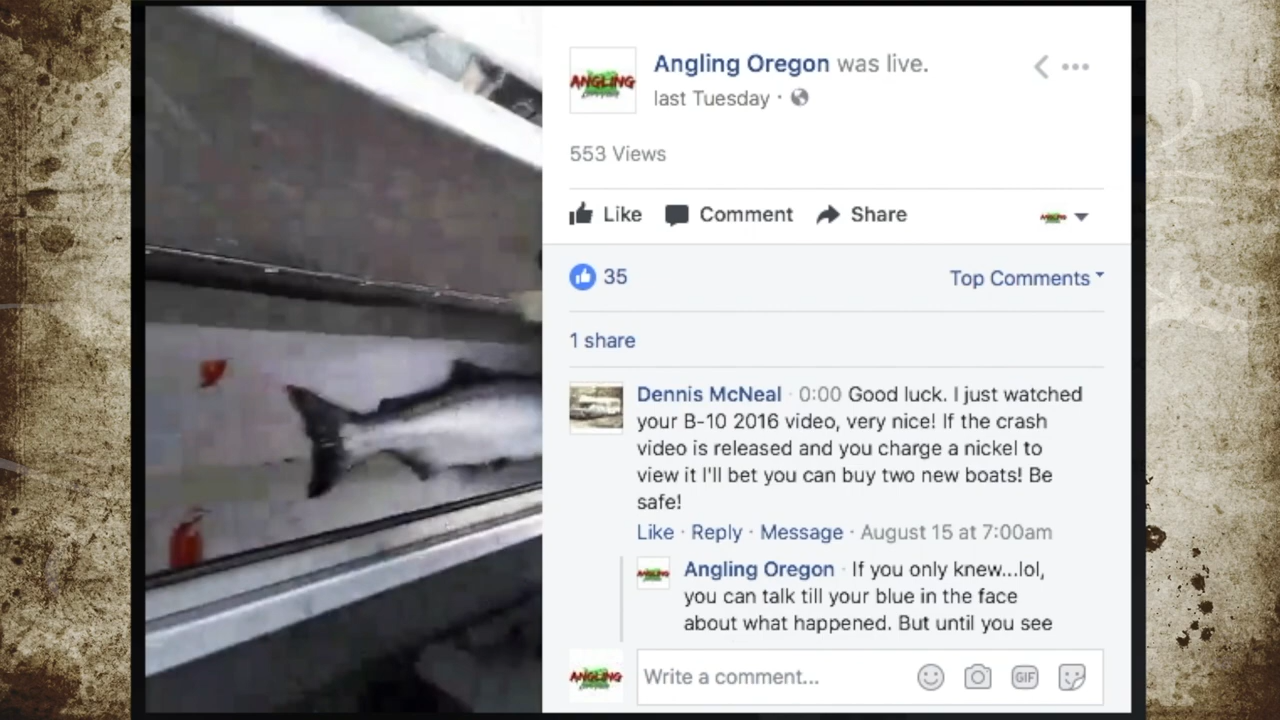 ANGLING
Angling Oregon was live.
last Tuesday ·
553 Views
Like Comment Share
ANGLING
35
Top Comments
1 share
Dennis McNeal · 0:00 Good luck. I just watched
your B-10 2016 video, very nice! If the crash
video is released and you charge a nickel to
view it I'll bet you can buy two new boats! Be
safe!
Like · Reply · Message · August 15 at 7:00am
ANGLING
Angling Oregon · If you only knew...lol,
you can talk till your blue in the face
about what happened. But until you see
ANGLING
Write a comment...
GIF